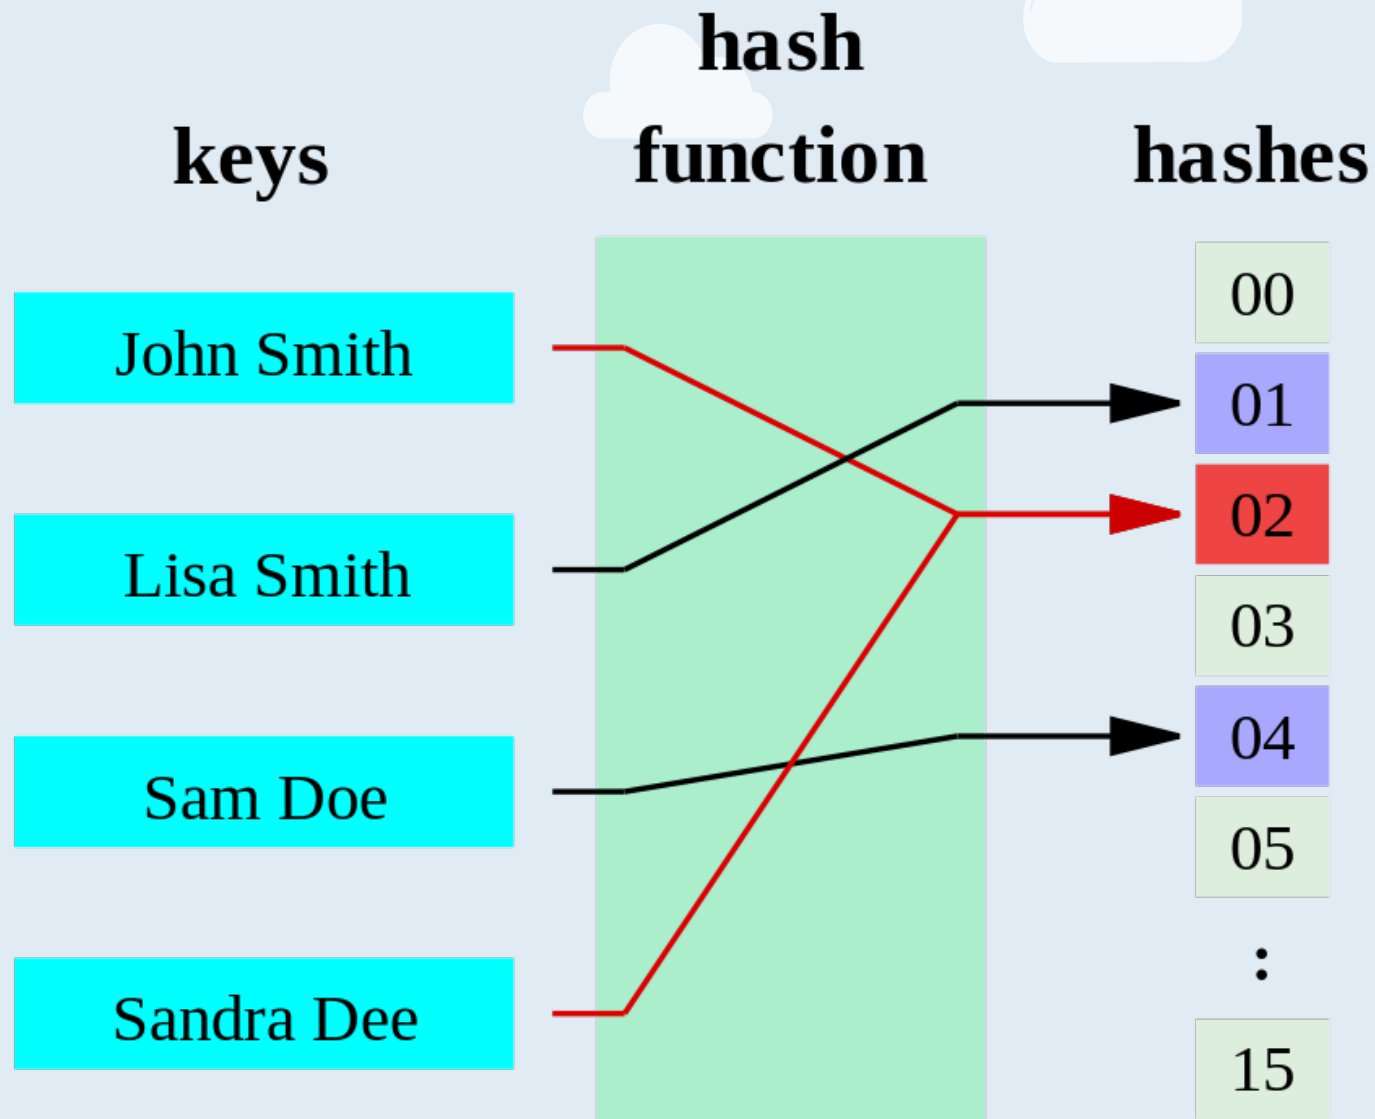 keys
hash
function
hashes
John Smith
Lisa Smith
Sam Doe
Sandra Dee
00
01
02
03
04
05
:
15